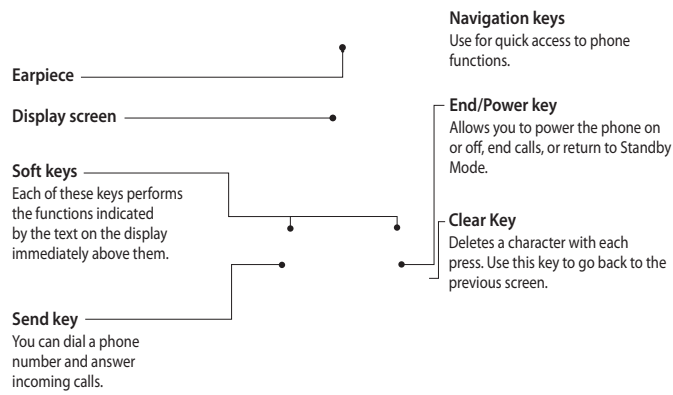 Earpiece
Display screen
Soft keys
Each of these keys performs
the functions indicated
by the text on the display
immediately above them.
Send key
You can dial a phone
number and answer
incoming calls.
Navigation keys
Use for quick access to phone
functions.
End/Power key
Allows you to power the phone on
or off, end calls, or return to Standby
Mode.
Clear Key
Deletes a character with each
press. Use this key to go back to the
previous screen.